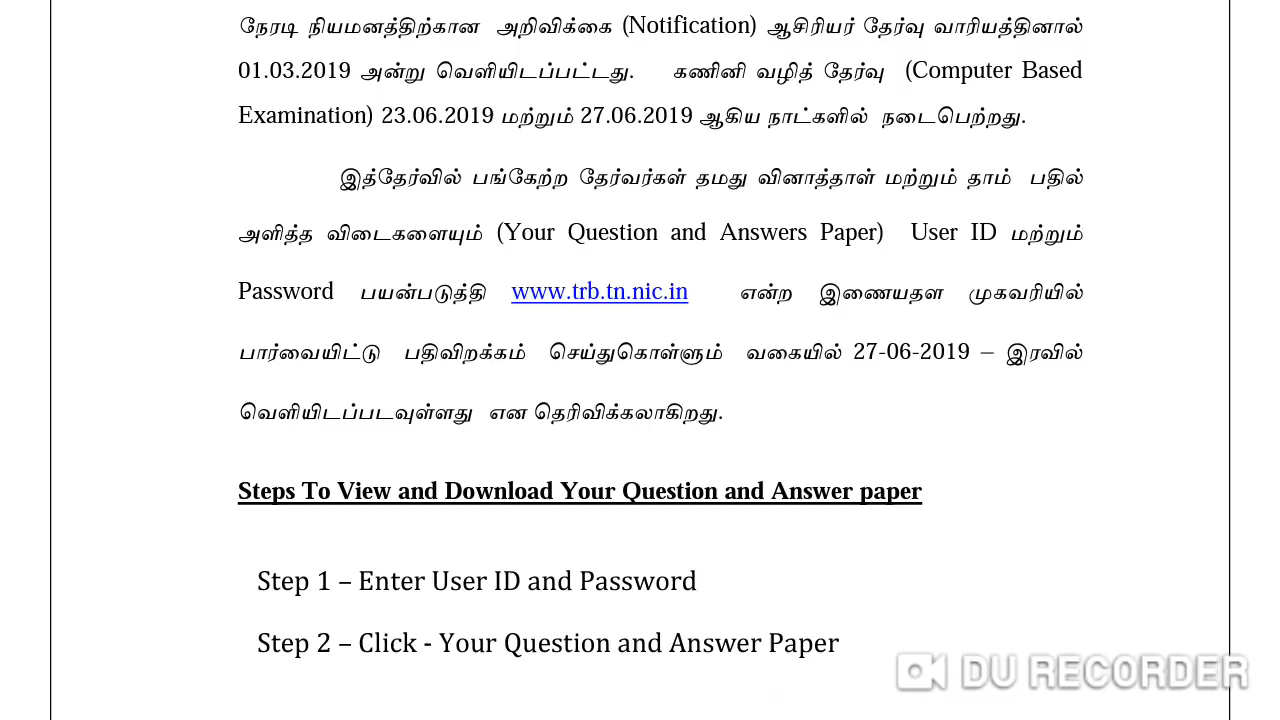 நேரடி நியமனத்திற்கான அறிவிக்கை (Notification) ஆசிரியர் தேர்வு வாரியத்தினால்
01.03.2019 அன்று வெளியிடப்பட்டது. கணினி வழித் தேர்வு (Computer Based
Examination) 23.06.2019 மற்றும் 27.06.2019 ஆகிய நாட்களில் நடைபெற்றது.
இத்தேர்வில் பங்கேற்ற தேர்வர்கள் தமது வினாத்தாள் மற்றும் தாம் பதில்
அளித்த விடைகளையும் (Your Question and Answers Paper) User ID மற்றும்
Password பயன்படுத்தி www.trb.tn.nic.in என்ற இணையதள முகவரியில்
பார்வையிட்டு பதிவிறக்கம் செய்துகொள்ளும் வகையில் 27-06-2019 – இரவில்
வெளியிடப்படவுள்ளது என தெரிவிக்கலாகிறது.
Steps To View and Download Your Question and Answer paper
Step 1 – Enter User ID and Password
Step 2 – Click - Your Question and Answer Paper
DU RECORDER